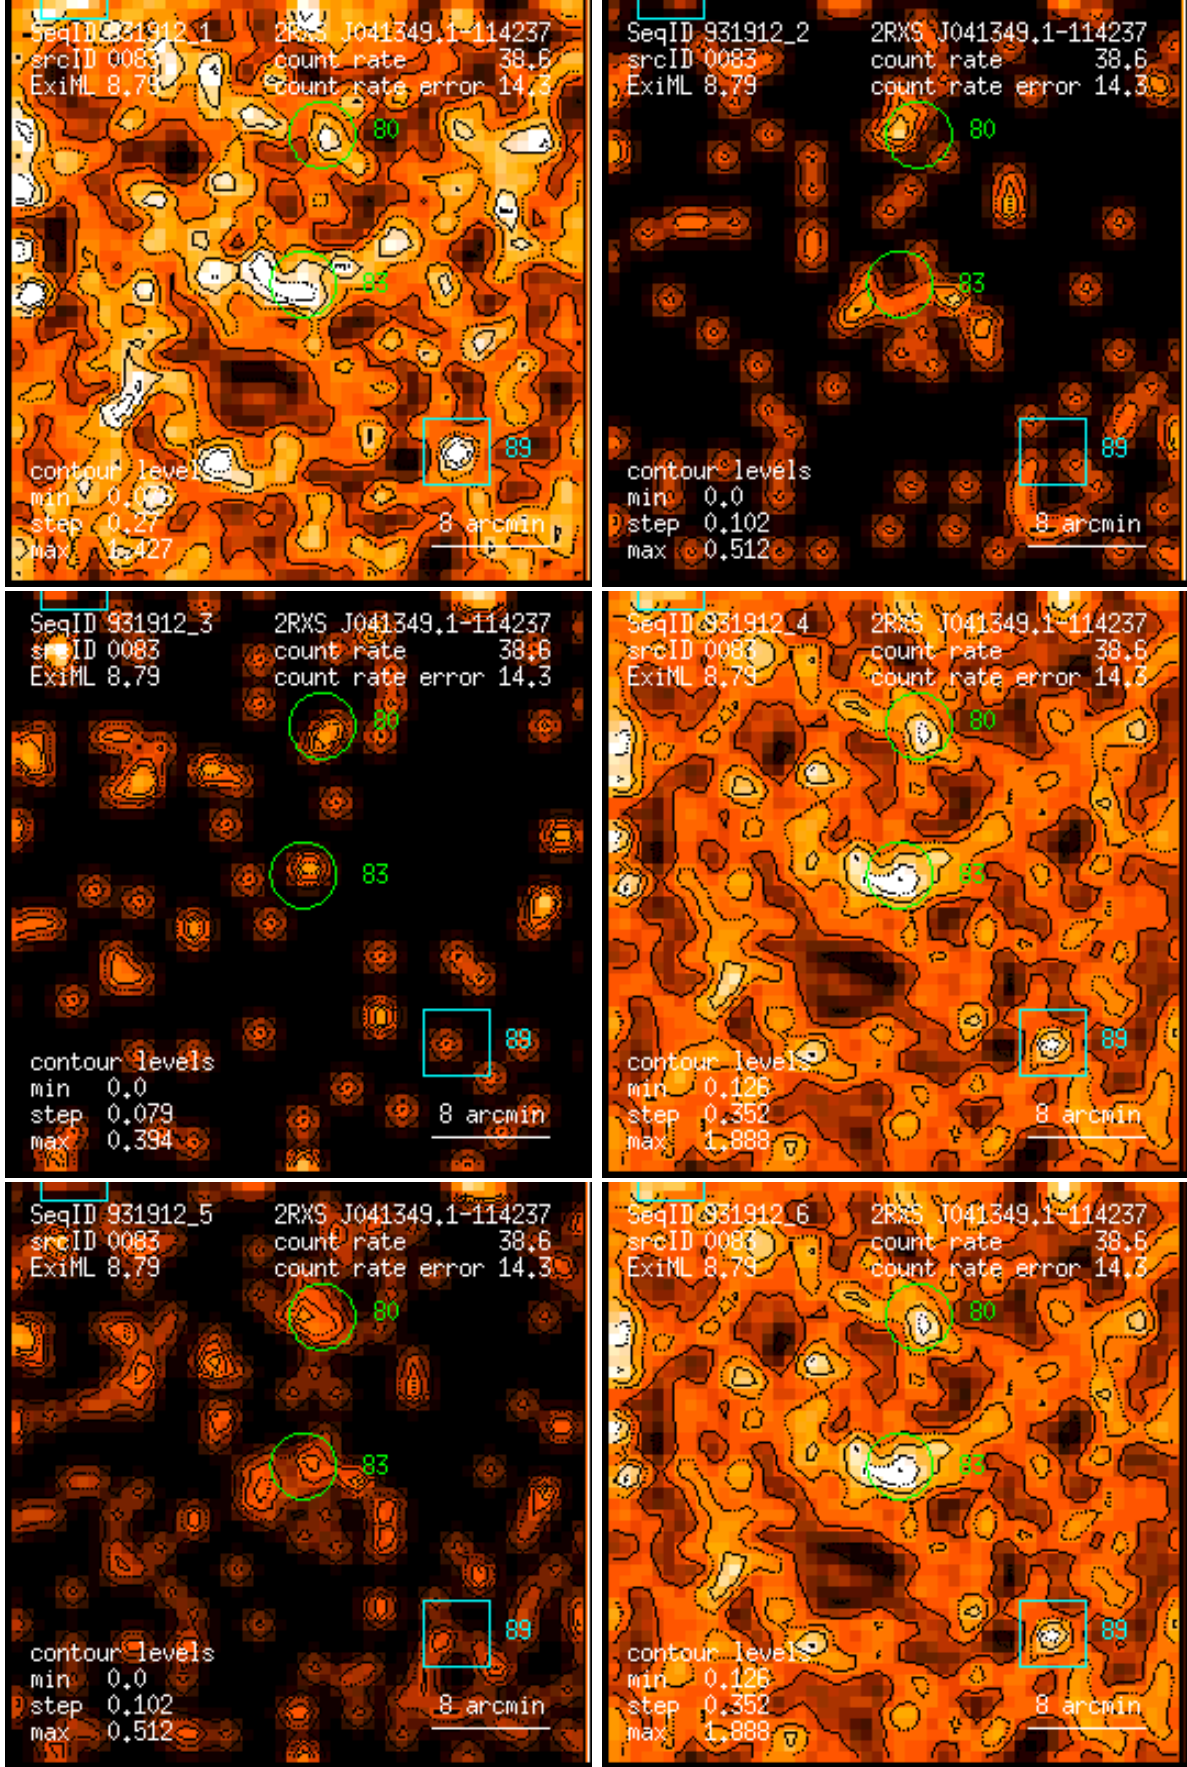 SeqID 931912_1 2RXS J041349.1-114237
srcID 0083 count rate 38.6
ExiML 8.79 count rate error 14.3
80
83
89
contour levels
min 0.076
step 0.27
max 1.427
8 arcmin
SeqID 931912_2 2RXS J041349.1-114237
srcID 0083 count rate 38.6
ExiML 8.79 count rate error 14.3
80
83
89
contour levels
min 0.0
step 0.102
max 0.512
8 arcmin
SeqID 931912_3 2RXS J041349.1-114237
srcID 0083 count rate 38.6
ExiML 8.79 count rate error 14.3
80
83
89
contour levels
min 0.0
step 0.079
max 0.394
8 arcmin
SeqID 931912_4 2RXS J041349.1-114237
srcID 0083 count rate 38.6
ExiML 8.79 count rate error 14.3
80
83
89
contour levels
min 0.126
step 0.352
max 1.888
8 arcmin
SeqID 931912_5 2RXS J041349.1-114237
srcID 0083 count rate 38.6
ExiML 8.79 count rate error 14.3
80
83
89
contour levels
min 0.0
step 0.102
max 0.512
8 arcmin
SeqID 931912_6 2RXS J041349.1-114237
srcID 0083 count rate 38.6
ExiML 8.79 count rate error 14.3
80
83
89
contour levels
min 0.126
step 0.352
max 1.888
8 arcmin